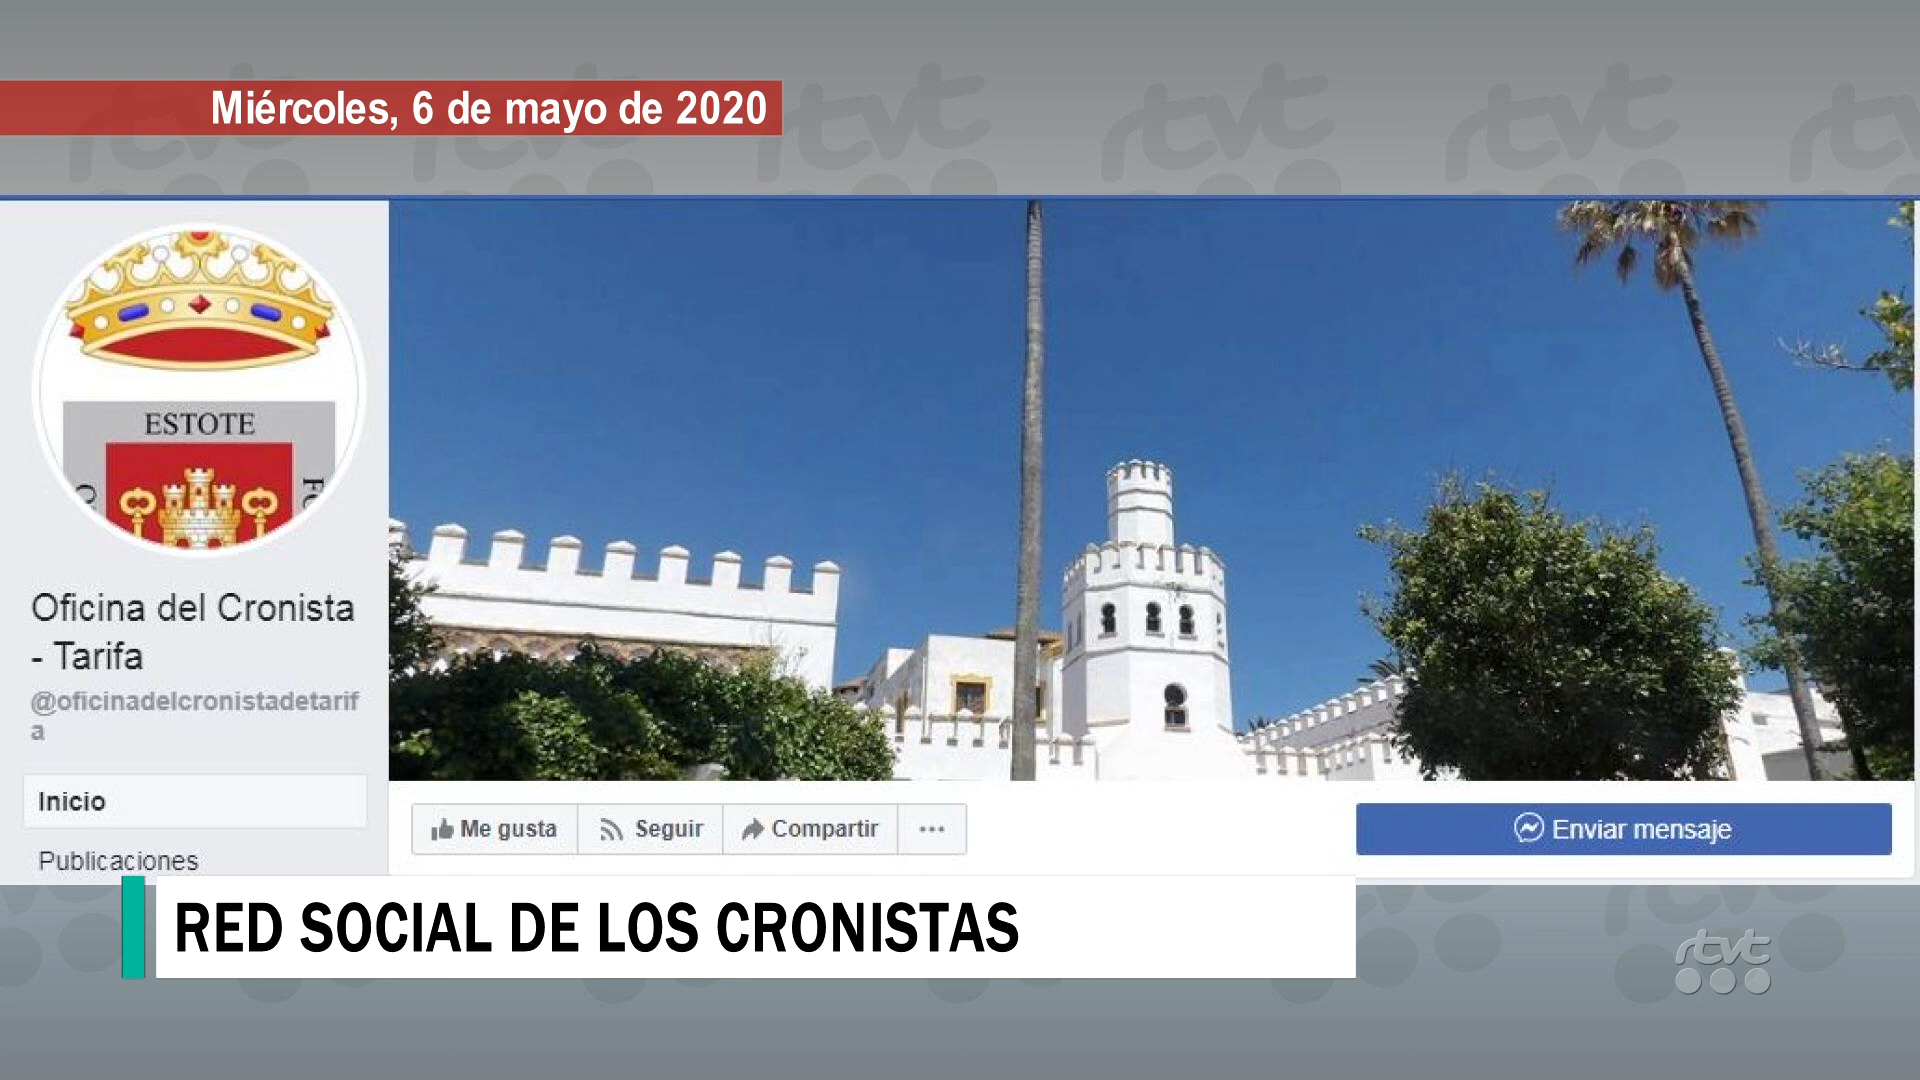 Miércoles, 6 de mayo de 2020
ESTOTE
FO
Oficina del Cronista
- Tarifa
@oficinadelcronistadetarif
a
Inicio
Publicaciones
Me gusta
Seguir
Compartir
Enviar mensaje
RED SOCIAL DE LOS CRONISTAS
rtvt